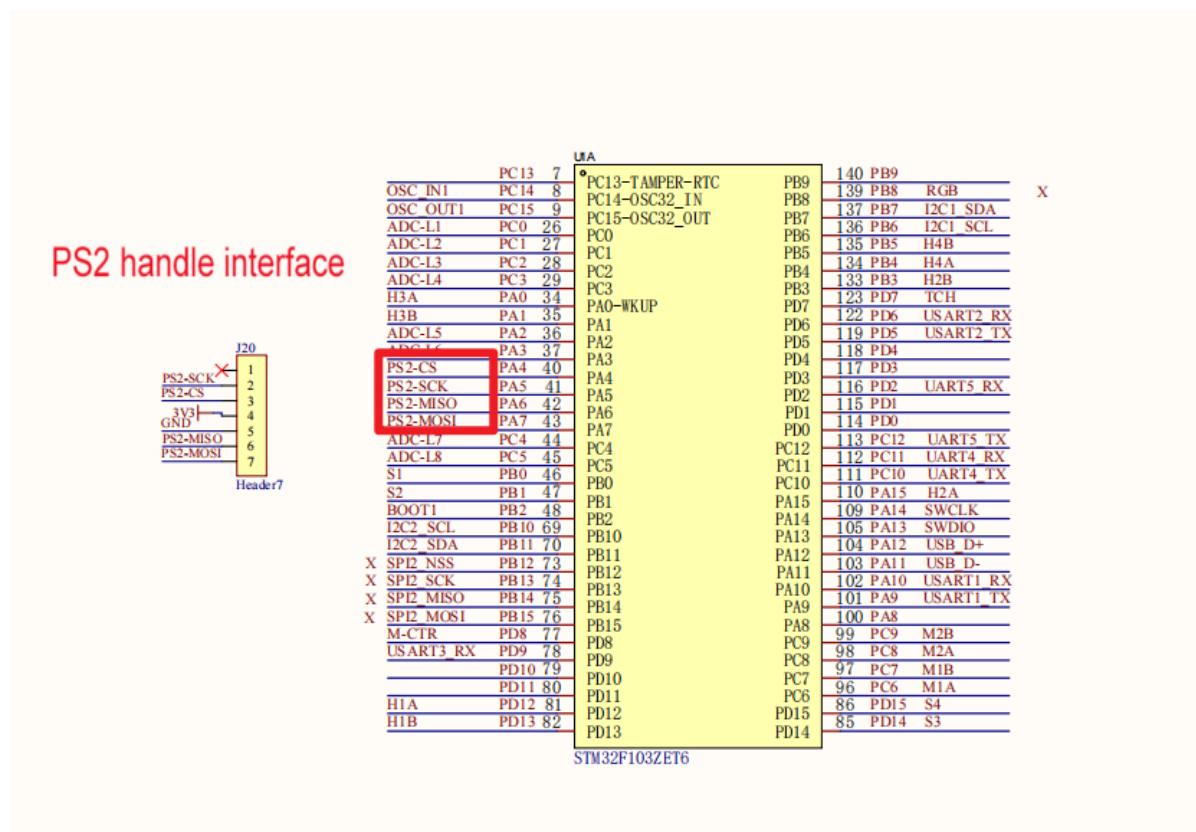 U1A
PC13 7 PC13-TAMPER-RTC PB9 140 PB9
OSC_IN1 PC14 8 PC14-OSC32_IN PB8 139 PB8 RGB X
OSC_OUT1 PC15 9 PC15-OSC32_OUT PB7 137 PB7 I2C1_SDA
ADC-L1 PC0 26 PC0 PB6 136 PB6 I2C1_SCL
ADC-L2 PC1 27 PC1 PB5 135 PB5 H4B
PS2 handle interface
ADC-L3 PC2 28 PC2 PB4 134 PB4 H4A
ADC-L4 PC3 29 PC3 PB3 133 PB3 H2B
H3A PA0 34 PA0-WKUP PD7 123 PD7 TCH
H3B PA1 35 PA1 PD6 122 PD6 USART2_RX
ADC-L5 PA2 36 PA2 PD5 119 PD5 USART2_TX
ADC-L6 PA3 37 PA3 PD4 118 PD4
PS2-CS PA4 40 PA4 PD3 117 PD3
PS2-SCK PA5 41 PA5 PD2 116 PD2 UART5_RX
PS2-MISO PA6 42 PA6 PD1 115 PD1
PS2-MOSI PA7 43 PA7 PD0 114 PD0
ADC-L7 PC4 44 PC4 PC12 113 PC12 UART5_TX
ADC-L8 PC5 45 PC5 PC11 112 PC11 UART4_RX
S1 PB0 46 PB0 PC10 111 PC10 UART4_TX
S2 PB1 47 PB1 PA15 110 PA15 H2A
BOOT1 PB2 48 PB2 PA14 109 PA14 SWCLK
I2C2_SCL PB10 69 PB10 PA13 105 PA13 SWDIO
I2C2_SDA PB11 70 PB11 PA12 104 PA12 USB_D+
X SPI2_NSS PB12 73 PB12 PA11 103 PA11 USB_D-
X SPI2_SCK PB13 74 PB13 PA10 102 PA10 USART1_RX
X SPI2_MISO PB14 75 PB14 PA9 101 PA9 USART1_TX
X SPI2_MOSI PB15 76 PB15 PA8 100 PA8
M-CTR PD8 77 PD8 PC9 99 PC9 M2B
USART3_RX PD9 78 PD9 PC8 98 PC8 M2A
PD10 79 PD10 PC7 97 PC7 M1B
PD11 80 PD11 PC6 96 PC6 M1A
H1A PD12 81 PD12 PD15 86 PD15 S4
H1B PD13 82 PD13 PD14 85 PD14 S3
STM32F103ZET6
J20
1
PS2-SCK 2
PS2-CS 3
3V3 4
GND 5
PS2-MISO 6
PS2-MOSI 7
Header7